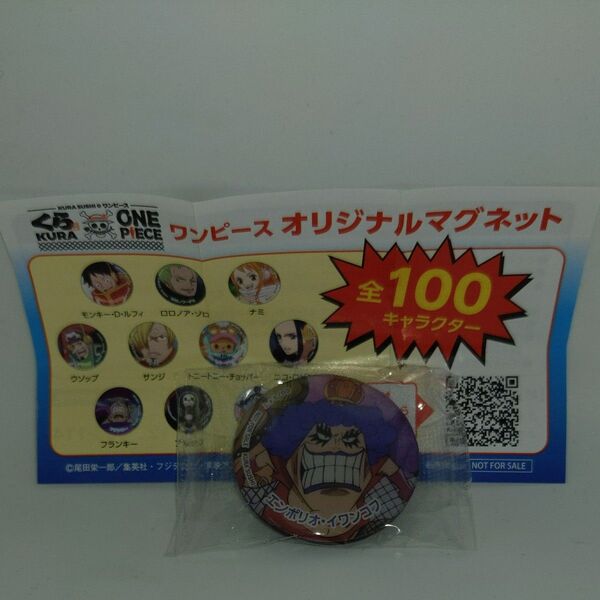 KURA SUSHI ワンピース
くら
KURA
ONE
PIECE
ワンピース オリジナルマグネット
全100
キャラクター
モンキー・D・ルフィ
ロロノア・ゾロ
ナミ
ウソップ
サンジ
トニートニー・チョッパー
フランキー
エンポリオ・イワンコフ
©尾田栄一郎/集英社・フジテ
NOT FOR SALE